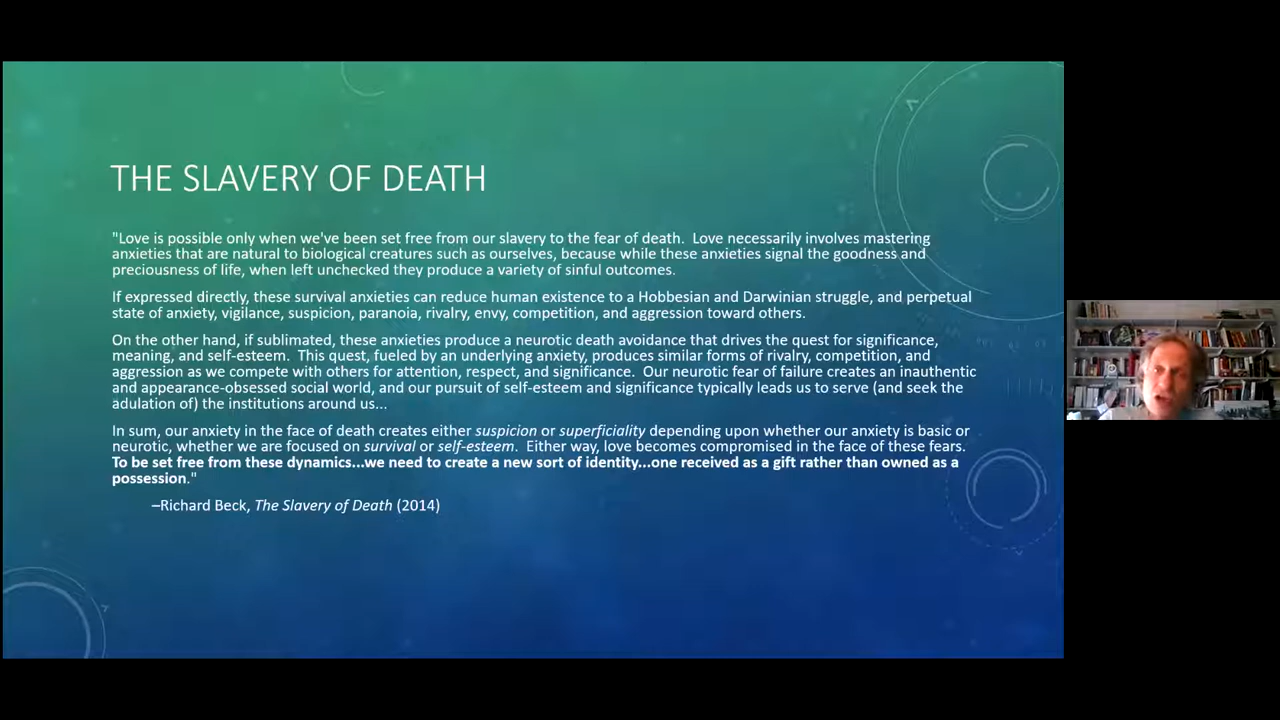 THE SLAVERY OF DEATH
"Love is possible only when we've been set free from our slavery to the fear of death. Love necessarily involves mastering
anxieties that are natural to biological creatures such as ourselves, because while these anxieties signal the goodness and
preciousness of life, when left unchecked they produce a variety of sinful outcomes.
If expressed directly, these survival anxieties can reduce human existence to a Hobbesian and Darwinian struggle, and perpetual
state of anxiety, vigilance, suspicion, paranoia, rivalry, envy, competition, and aggression toward others.
On the other hand, if sublimated, these anxieties produce a neurotic death avoidance that drives the quest for significance,
meaning, and self-esteem. This quest, fueled by an underlying anxiety, produces similar forms of rivalry, competition, and
aggression as we compete with others for attention, respect, and significance. Our neurotic fear of failure creates an inauthentic
and appearance-obsessed social world, and our pursuit of self-esteem and significance typically leads us to serve (and seek the
adulation of) the institutions around us...
In sum, our anxiety in the face of death creates either suspicion or superficiality depending upon whether our anxiety is basic or
neurotic, whether we are focused on survival or self-esteem. Either way, love becomes compromised in the face of these fears.
To be set free from these dynamics...we need to create a new sort of identity...one received as a gift rather than owned as a
possession."
–Richard Beck, The Slavery of Death (2014)